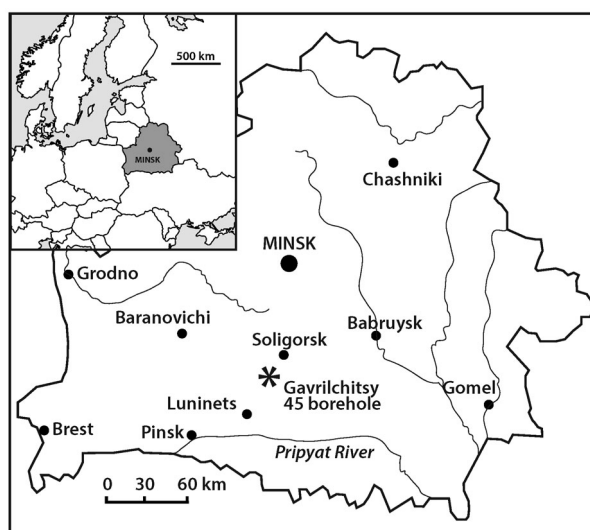 500 km
MINSK
Chashniki
MINSK
Grodno
Baranovichi
Babruysk
Soligorsk
Gavrilchitsy
45 borehole
Gomel
Luninets
Brest
Pinsk
Pripyat River
0 30 60 km